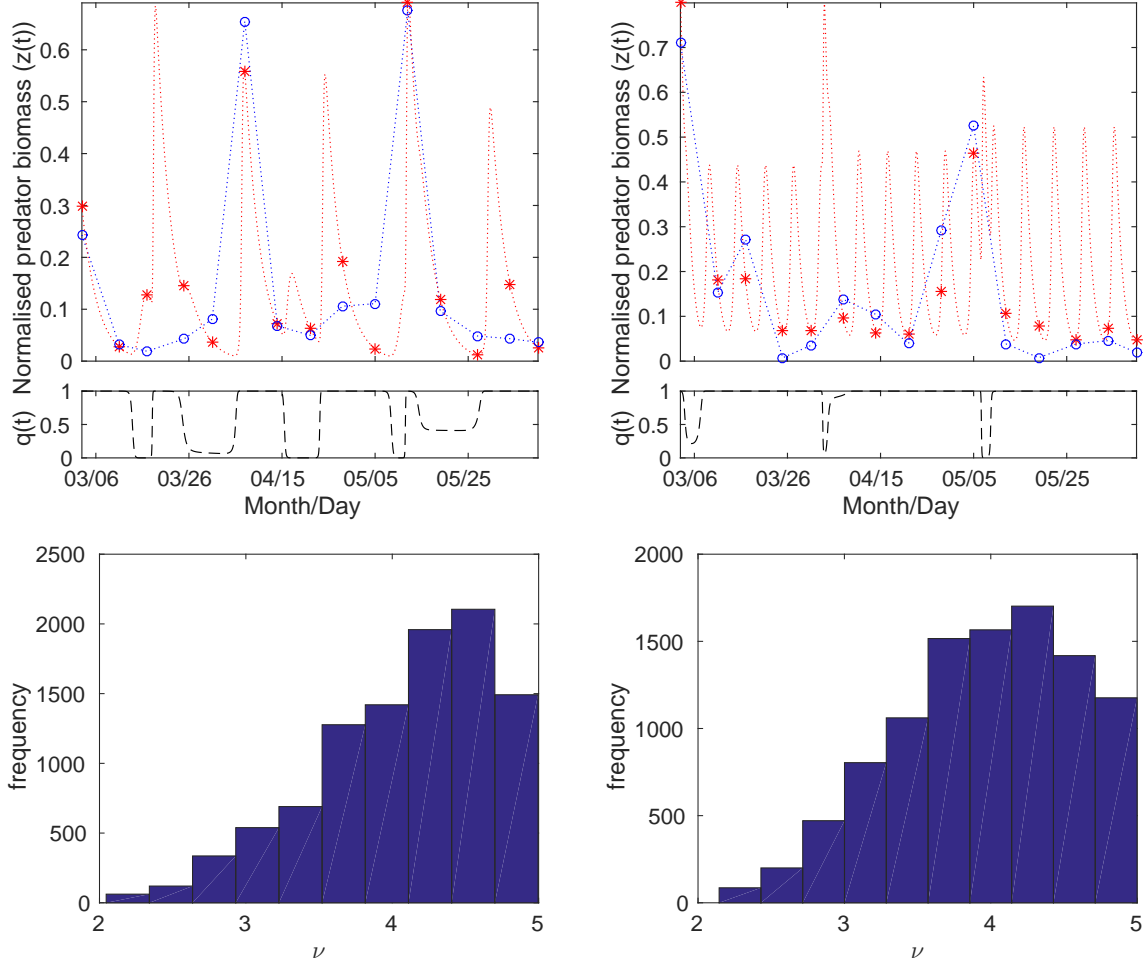 Normalised predator biomass (z(t))
0.6
0.5
0.4
0.3
0.2
0.1
0
q(t)
1
0.5
0
03/06 03/26 04/15 05/05 05/25
Month/Day
Normalised predator biomass (z(t))
0.7
0.6
0.5
0.4
0.3
0.2
0.1
0
q(t)
1
0.5
0
03/06 03/26 04/15 05/05 05/25
Month/Day
frequency
2500
2000
1500
1000
500
0
2 3 4 5
ν
frequency
2000
1500
1000
500
0
2 3 4 5
ν